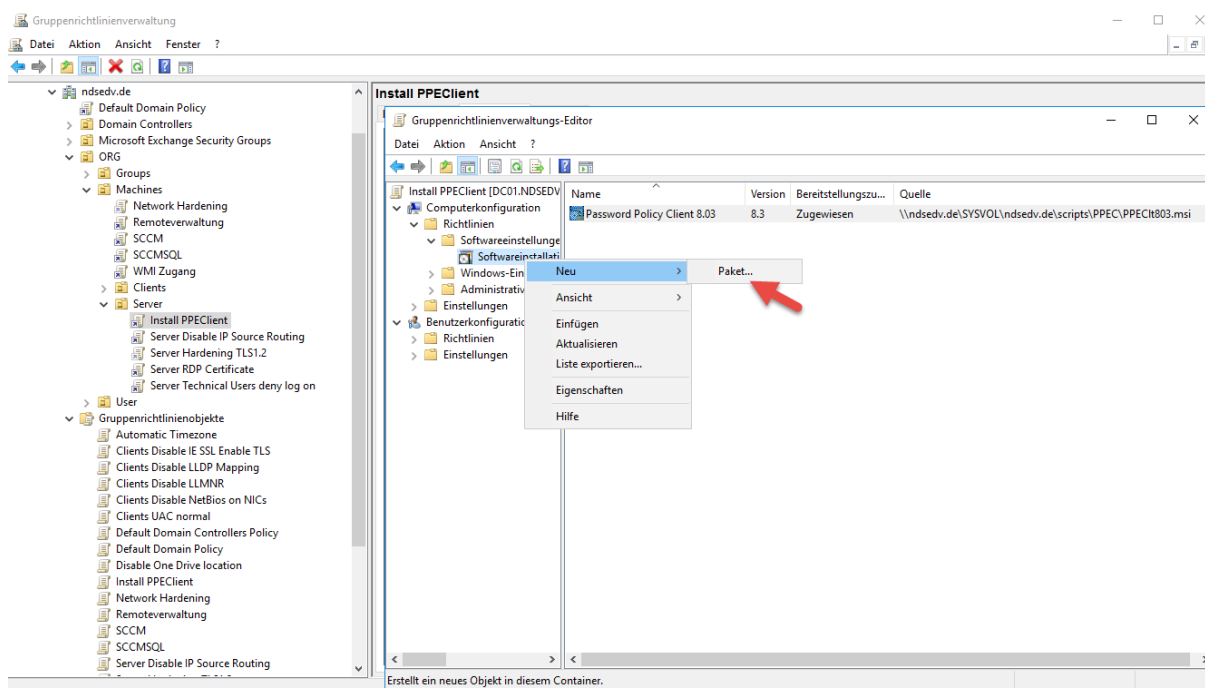 Gruppenrichtlinienverwaltung
Datei Aktion Ansicht Fenster ?
ndsedv.de
Default Domain Policy
Domain Controllers
Microsoft Exchange Security Groups
ORG
Groups
Machines
Network Hardening
Remoteverwaltung
SCCM
SCCMSQL
WMI Zugang
Clients
Server
Install PPEClient
Server Disable IP Source Routing
Server Hardening TLS1.2
Server RDP Certificate
Server Technical Users deny log on
User
Gruppenrichtlinienobjekte
Automatic Timezone
Clients Disable IE SSL Enable TLS
Clients Disable LLDP Mapping
Clients Disable LLMNR
Clients Disable NetBios on NICs
Clients UAC normal
Default Domain Controllers Policy
Default Domain Policy
Disable One Drive location
Install PPEClient
Network Hardening
Remoteverwaltung
SCCM
SCCMSQL
Server Disable IP Source Routing
Install PPEClient
Gruppenrichtlinienverwaltungs-Editor
Datei Aktion Ansicht ?
Install PPEClient [DC01.NDSEDV
Computerkonfiguration
Richtlinien
Softwareeinstellunge
Softwareinstallati
Windows-Ein
Administrativ
Einstellungen
Benutzerkonfiguratic
Richtlinien
Einstellungen
Name Version Bereitstellungszu... Quelle
Password Policy Client 8.03 8.3 Zugewiesen \\ndsedv.de\SYSVOL\ndsedv.de\scripts\PPEC\PPEClt803.msi
Neu
Paket...
Ansicht
Einfügen
Aktualisieren
Liste exportieren...
Eigenschaften
Hilfe
Erstellt ein neues Objekt in diesem Container.